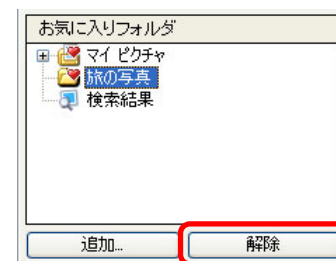 お気に入りフォルダ
マイ ピクチャ
旅の写真
検索結果
追加... 解除